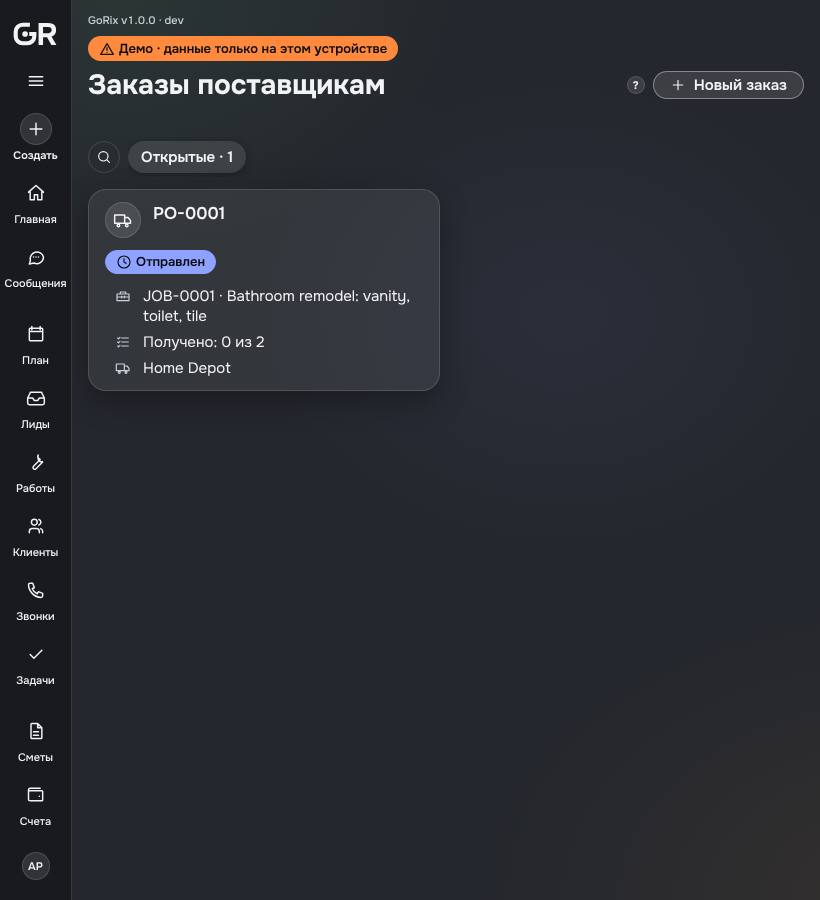 GR
GoRix v1.0.0 · dev
Демо · данные только на этом устройстве
Заказы поставщикам
?
Новый заказ
Создать
Открытые · 1
Главная
PO-0001
Отправлен
Сообщения
JOB-0001 · Bathroom remodel: vanity,
toilet, tile
Получено: 0 из 2
План
Home Depot
Лиды
Работы
Клиенты
Звонки
Задачи
Сметы
Счета
AP